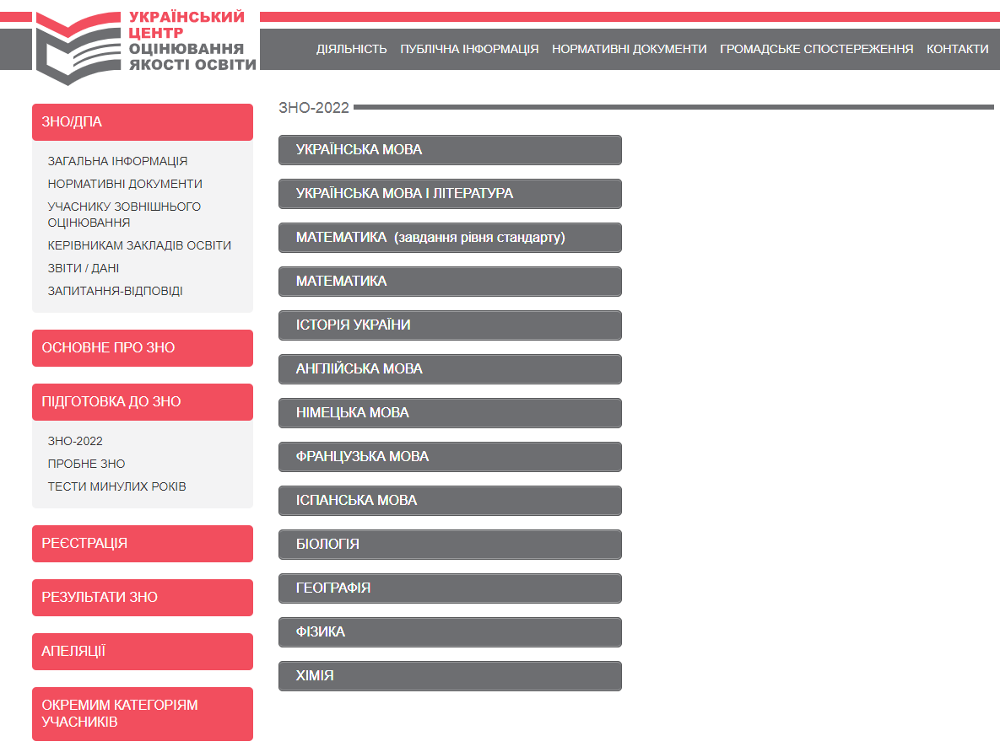 УКРАЇНСЬКИЙ
ЦЕНТР
ОЦІНЮВАННЯ
ЯКОСТІ ОСВІТИ
ДІЯЛЬНІСТЬ ПУБЛІЧНА ІНФОРМАЦІЯ НОРМАТИВНІ ДОКУМЕНТИ ГРОМАДСЬКЕ СПОСТЕРЕЖЕННЯ КОНТАКТИ
ЗНО/ДПА
ЗАГАЛЬНА ІНФОРМАЦІЯ
НОРМАТИВНІ ДОКУМЕНТИ
УЧАСНИКУ ЗОВНІШНЬОГО
ОЦІНЮВАННЯ
КЕРІВНИКАМ ЗАКЛАДІВ ОСВІТИ
ЗВІТИ / ДАНІ
ЗАПИТАННЯ-ВІДПОВІДІ
ОСНОВНЕ ПРО ЗНО
ПІДГОТОВКА ДО ЗНО
ЗНО-2022
ПРОБНЕ ЗНО
ТЕСТИ МИНУЛИХ РОКІВ
РЕЄСТРАЦІЯ
РЕЗУЛЬТАТИ ЗНО
АПЕЛЯЦІЇ
ОКРЕМИМ КАТЕГОРІЯМ
УЧАСНИКІВ
ЗНО-2022
УКРАЇНСЬКА МОВА
УКРАЇНСЬКА МОВА І ЛІТЕРАТУРА
МАТЕМАТИКА (завдання рівня стандарту)
МАТЕМАТИКА
ІСТОРІЯ УКРАЇНИ
АНГЛІЙСЬКА МОВА
НІМЕЦЬКА МОВА
ФРАНЦУЗЬКА МОВА
ІСПАНСЬКА МОВА
БІОЛОГІЯ
ГЕОГРАФІЯ
ФІЗИКА
ХІМІЯ